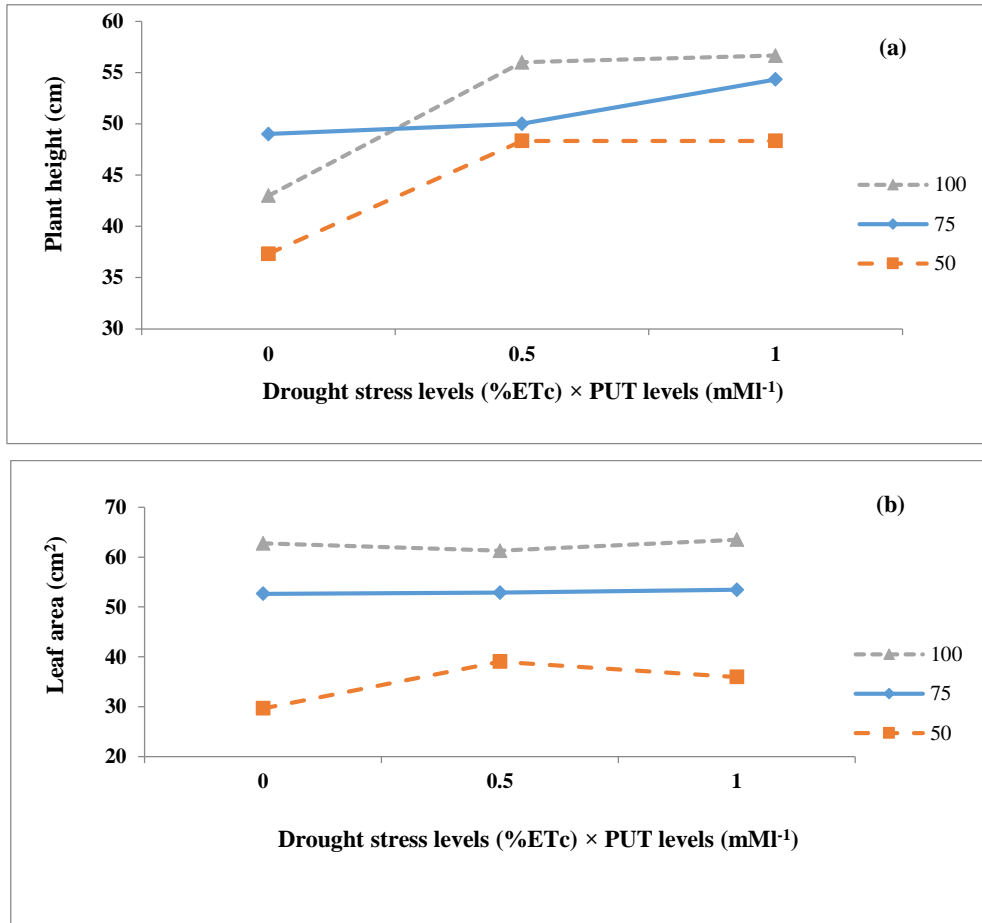 (a)
Plant height (cm)
60
55
50
45
40
35
30
0 0.5 1
Drought stress levels (%ETc) × PUT levels (mMl⁻¹)
100
75
50
(b)
Leaf area (cm²)
70
60
50
40
30
20
0 0.5 1
Drought stress levels (%ETc) × PUT levels (mMl⁻¹)
100
75
50